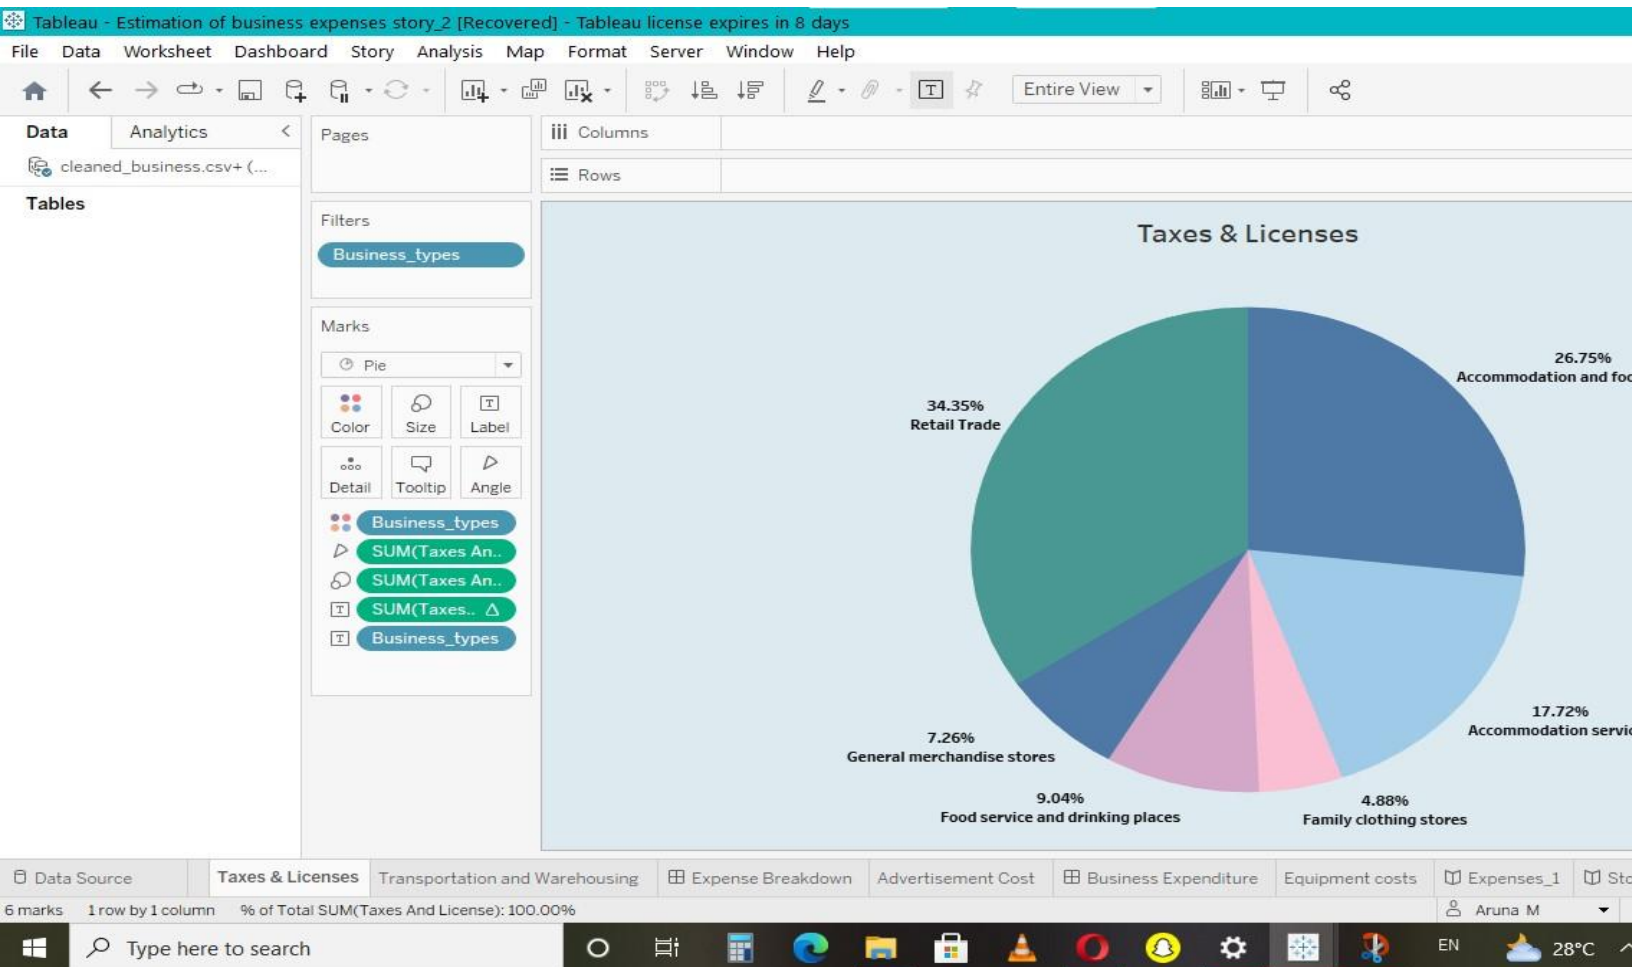 Tableau - Estimation of business expenses story_2 [Recovered] - Tableau license expires in 8 days
File Data Worksheet Dashboard Story Analysis Map Format Server Window Help
Entire View
Data Analytics
cleaned_business.csv+ (...
Tables
Pages
Filters
Business_types
Marks
Pie
Color Size Label
Detail Tooltip Angle
Business_types
SUM(Taxes An..
SUM(Taxes An..
SUM(Taxes..
Business_types
iii Columns
Rows
Taxes & Licenses
26.75%
Accommodation and foo
34.35%
Retail Trade
17.72%
Accommodation servic
7.26%
General merchandise stores
9.04%
Food service and drinking places
4.88%
Family clothing stores
Data Source Taxes & Licenses Transportation and Warehousing Expense Breakdown Advertisement Cost Business Expenditure Equipment costs Expenses_1 Sto
6 marks 1 row by 1 column % of Total SUM(Taxes And License): 100.00% Aruna M
Type here to search EN 28°C